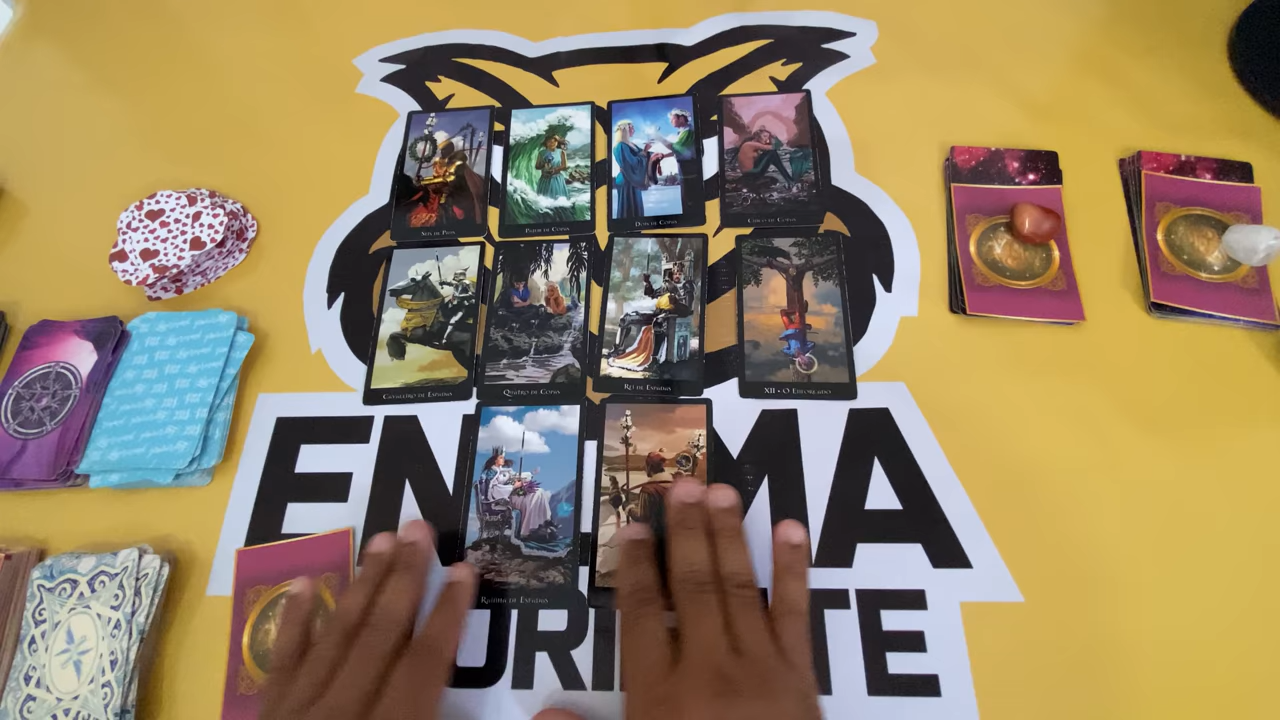 Seis de Paus
Pajem de Copas
Dois de Copas
Cinco de Copas
Cavaleiro de Espadas
Quatro de Copas
Rei de Espadas
XII • O Enforcado
Rainha de Espadas
EN MA
ORI TE